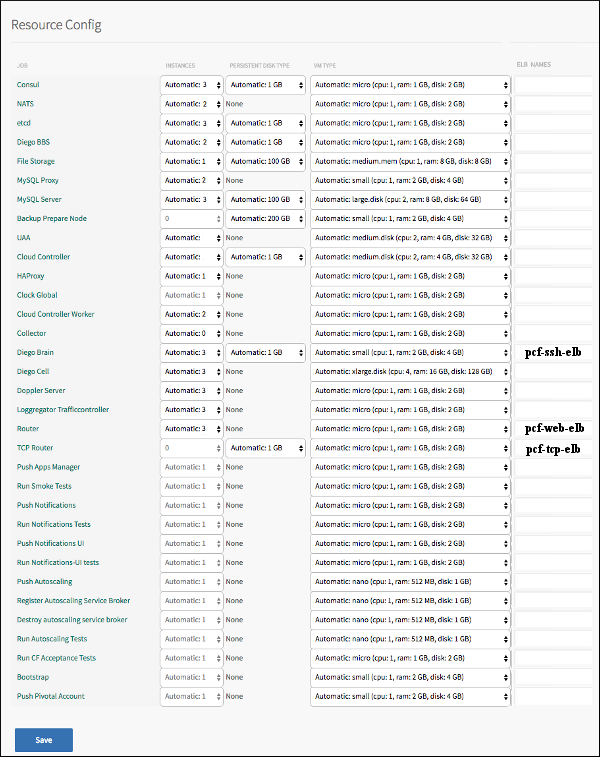 Resource Config
JOB INSTANCES PERSISTENT DISK TYPE VM TYPE ELB NAMES
Consul Automatic: 3 Automatic: 1 GB Automatic: micro (cpu: 1, ram: 1 GB, disk: 2 GB)
NATS Automatic: 2 None Automatic: micro (cpu: 1, ram: 1 GB, disk: 2 GB)
etcd Automatic: 3 Automatic: 1 GB Automatic: micro (cpu: 1, ram: 1 GB, disk: 2 GB)
Diego BBS Automatic: 2 Automatic: 1 GB Automatic: micro (cpu: 1, ram: 1 GB, disk: 2 GB)
File Storage Automatic: 1 Automatic: 100 GB Automatic: medium.mem (cpu: 1, ram: 8 GB, disk: 8 GB)
MySQL Proxy Automatic: 2 None Automatic: small (cpu: 1, ram: 2 GB, disk: 4 GB)
MySQL Server Automatic: 3 Automatic: 100 GB Automatic: large.disk (cpu: 2, ram: 8 GB, disk: 64 GB)
Backup Prepare Node 0 Automatic: 200 GB Automatic: small (cpu: 1, ram: 2 GB, disk: 4 GB)
UAA Automatic: None Automatic: medium.disk (cpu: 2, ram: 4 GB, disk: 32 GB)
Cloud Controller Automatic: Automatic: 1 GB Automatic: medium.disk (cpu: 2, ram: 4 GB, disk: 32 GB)
HAProxy Automatic: 1 None Automatic: micro (cpu: 1, ram: 1 GB, disk: 2 GB)
Clock Global Automatic: 1 None Automatic: micro (cpu: 1, ram: 1 GB, disk: 2 GB)
Cloud Controller Worker Automatic: 2 None Automatic: micro (cpu: 1, ram: 1 GB, disk: 2 GB)
Collector Automatic: 0 None Automatic: micro (cpu: 1, ram: 1 GB, disk: 2 GB)
Diego Brain Automatic: 3 Automatic: 1 GB Automatic: small (cpu: 1, ram: 2 GB, disk: 4 GB) pcf-ssh-elb
Diego Cell Automatic: 3 None Automatic: xlarge.disk (cpu: 4, ram: 16 GB, disk: 128 GB)
Doppler Server Automatic: 3 None Automatic: micro (cpu: 1, ram: 1 GB, disk: 2 GB)
Loggregator Trafficcontroller Automatic: 3 None Automatic: micro (cpu: 1, ram: 1 GB, disk: 2 GB)
Router Automatic: 3 None Automatic: micro (cpu: 1, ram: 1 GB, disk: 2 GB) pcf-web-elb
TCP Router 0 Automatic: 1 GB Automatic: micro (cpu: 1, ram: 1 GB, disk: 2 GB) pcf-tcp-elb
Push Apps Manager Automatic: 1 None Automatic: micro (cpu: 1, ram: 1 GB, disk: 2 GB)
Run Smoke Tests Automatic: 1 None Automatic: micro (cpu: 1, ram: 1 GB, disk: 2 GB)
Push Notifications Automatic: 1 None Automatic: micro (cpu: 1, ram: 1 GB, disk: 2 GB)
Run Notifications Tests Automatic: 1 None Automatic: micro (cpu: 1, ram: 1 GB, disk: 2 GB)
Push Notifications UI Automatic: 1 None Automatic: micro (cpu: 1, ram: 1 GB, disk: 2 GB)
Run Notifications-UI tests Automatic: 1 None Automatic: micro (cpu: 1, ram: 1 GB, disk: 2 GB)
Push Autoscaling Automatic: 1 None Automatic: nano (cpu: 1, ram: 512 MB, disk: 1 GB)
Register Autoscaling Service Broker Automatic: 1 None Automatic: nano (cpu: 1, ram: 512 MB, disk: 1 GB)
Destroy autoscaling service broker Automatic: 1 None Automatic: nano (cpu: 1, ram: 512 MB, disk: 1 GB)
Run Autoscaling Tests Automatic: 1 None Automatic: nano (cpu: 1, ram: 512 MB, disk: 1 GB)
Run CF Acceptance Tests Automatic: 1 None Automatic: micro (cpu: 1, ram: 1 GB, disk: 2 GB)
Bootstrap Automatic: 1 None Automatic: small (cpu: 1, ram: 2 GB, disk: 4 GB)
Push Pivotal Account Automatic: 1 None Automatic: small (cpu: 1, ram: 2 GB, disk: 4 GB)
Save